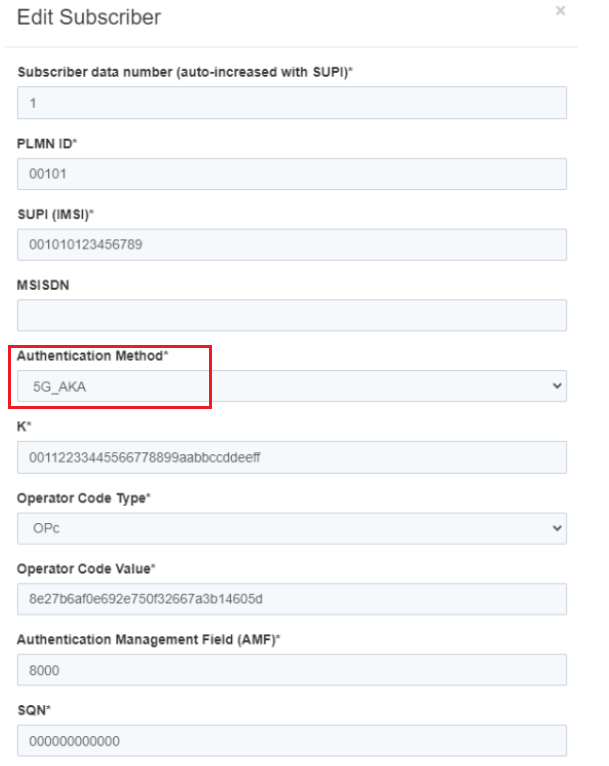 Edit Subscriber
×
Subscriber data number (auto-increased with SUPI)*
1
PLMN ID*
00101
SUPI (IMSI)*
001010123456789
MSISDN
Authentication Method*
5G_AKA
K*
00112233445566778899aabbccddeeff
Operator Code Type*
OPc
Operator Code Value*
8e27b6af0e692e750f32667a3b14605d
Authentication Management Field (AMF)*
8000
SQN*
000000000000